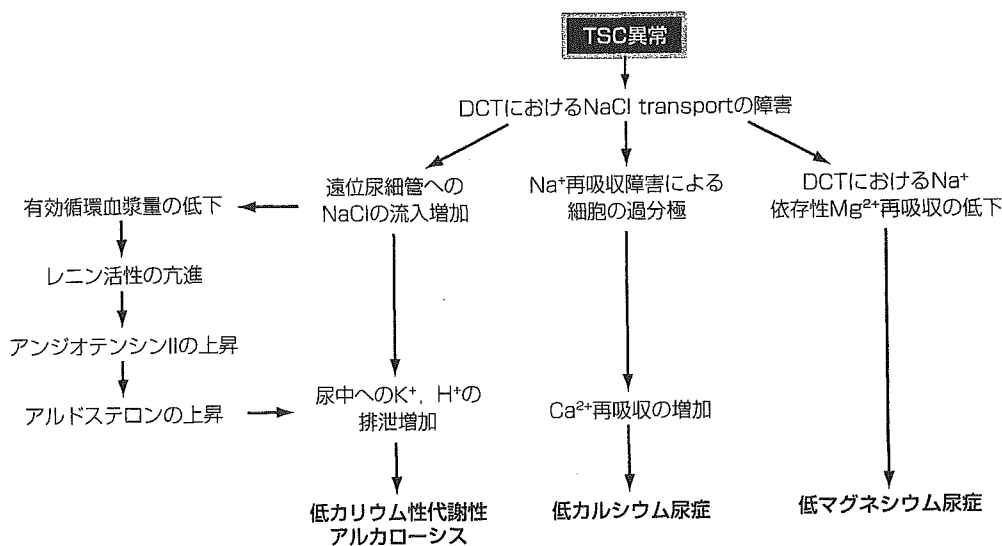 TSC異常
DCTにおけるNaCl transportの障害
遠位尿細管への
NaClの流入増加
Na⁺再吸収障害による
細胞の過分極
DCTにおけるNa⁺
依存性Mg²⁺再吸収の低下
有効循環血漿量の低下
レニン活性の亢進
アンジオテンシンIIの上昇
アルドステロンの上昇
尿中へのK⁺, H⁺の
排泄増加
Ca²⁺再吸収の増加
低カリウム性代謝性
アルカローシス
低カルシウム尿症
低マグネシウム尿症